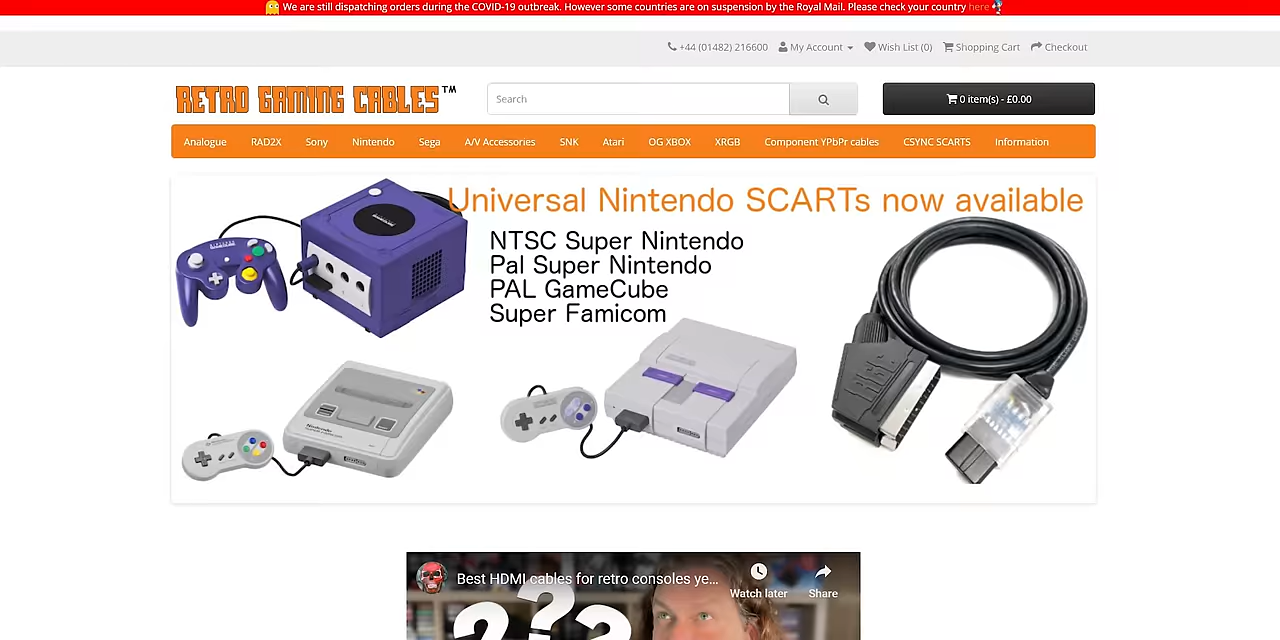 We are still dispatching orders during the COVID-19 outbreak. However some countries are on suspension by the Royal Mail. Please check your country here
+44 (01482) 216600 My Account Wish List (0) Shopping Cart Checkout
RETRO GAMING CABLES™
Search
0 item(s) - £0.00
Analogue RAD2X Sony Nintendo Sega A/V Accessories SNK Atari OG XBOX XRGB Component YPbPr cables CSYNC SCARTS Information
Universal Nintendo SCARTs now available
NTSC Super Nintendo
Pal Super Nintendo
PAL GameCube
Super Famicom
RGC
Nintendo
Best HDMI cables for retro consoles ye...
Watch later Share
???